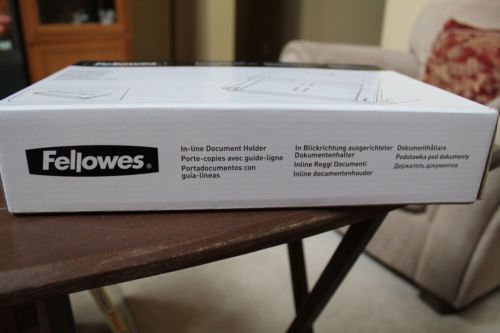 Fellowes
Fellowes®
In-line Document Holder
Porte-copies avec guide-ligne
Portadocumentos con
guía-líneas
In Blickrichtung ausgerichteter
Dokumentenhalter
Inline Reggi Documenti
Inline documentenhouder
Dokumenthållare
Podstawka pod dokumenty
Держатель документов